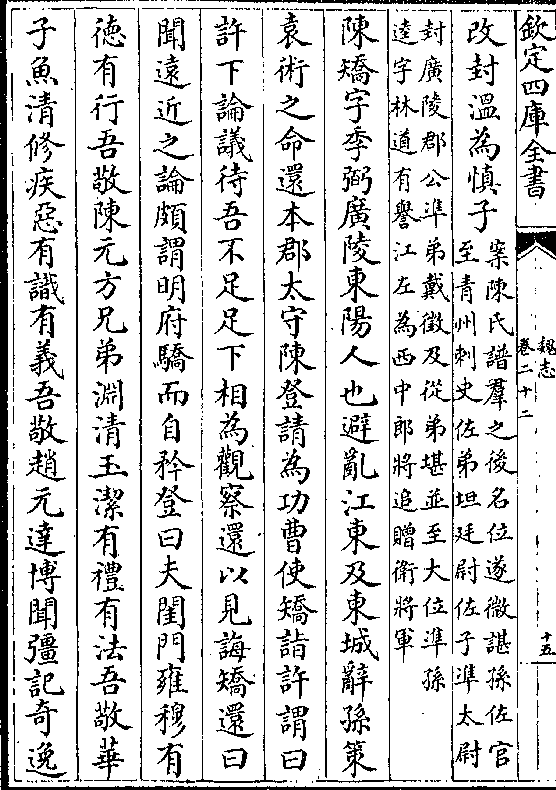 欽定四庫全書
魏志
卷二十二
十五
改封溫為慎子
案陳氏譜羣之後名位遂微諶孫佐官
至青州刺史佐弟坦廷尉佐子準太尉
封廣陵郡公準弟戴徵及從弟堪並至大位準孫
逵字林道有譽江左為西中郎將追贈衛將軍
陳矯字季弼廣陵東陽人也避亂江東及東城辭孫策
袁術之命還本郡太守陳登請為功曹使矯詣許謂曰
許下論議待吾不足足下相為觀察還以見誨矯還曰
聞遠近之論頗謂明府驕而自矜登曰夫閨門雍穆有
德有行吾敬陳元方兄弟淵清玉潔有禮有法吾敬華
子魚清修疾惡有識有義吾敬趙元達博聞彊記奇逸